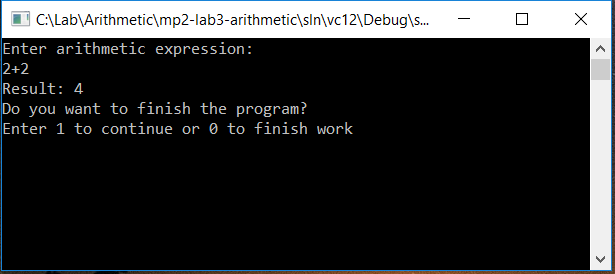 C:\Lab\Arithmetic\mp2-lab3-arithmetic\sln\vc12\Debug\s...
Enter arithmetic expression:
2+2
Result: 4
Do you want to finish the program?
Enter 1 to continue or 0 to finish work